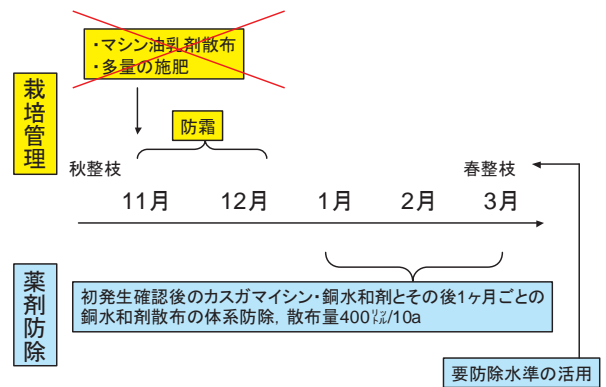 ・マシン油乳剤散布
・多量の施肥
栽培管理
防霜
秋整枝
春整枝
11月 12月 1月 2月 3月
薬剤防除
初発生確認後のカスガマイシン・銅水和剤とその後1ヶ月ごとの
銅水和剤散布の体系防除，散布量400㍑/10a
要防除水準の活用